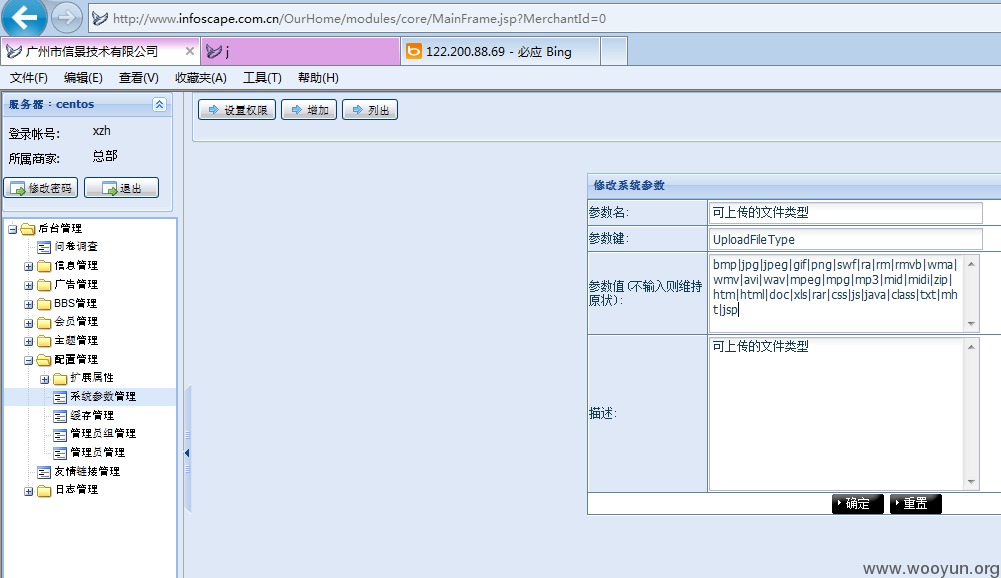 http://www.infoscape.com.cn/OurHome/modules/core/MainFrame.jsp?MerchantId=0
广州市信景技术有限公司
j
122.200.88.69 - 必应 Bing
文件(F) 编辑(E) 查看(V) 收藏夹(A) 工具(T) 帮助(H)
服务器：centos
登录帐号: xzh
所属商家: 总部
修改密码 退出
后台管理
问卷调查
信息管理
广告管理
BBS管理
会员管理
主题管理
配置管理
扩展属性
系统参数管理
缓存管理
管理员组管理
管理员管理
友情链接管理
日志管理
设置权限 增加 列出
修改系统参数
参数名: 可上传的文件类型
参数键: UploadFileType
参数值(不输入则维持
原状):
bmp|jpg|jpeg|gif|png|swf|ra|rm|rmvb|wma|
wmv|avi|wav|mpeg|mpg|mp3|mid|midi|zip|
htm|html|doc|xls|rar|css|js|java|class|txt|mh
t|jsp
描述: 可上传的文件类型
确定 重置
www.wooyun.org